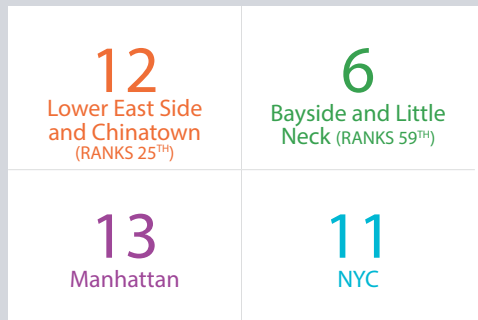 12
Lower East Side
and Chinatown
(RANKS 25TH)
6
Bayside and Little
Neck (RANKS 59TH)
13
Manhattan
11
NYC